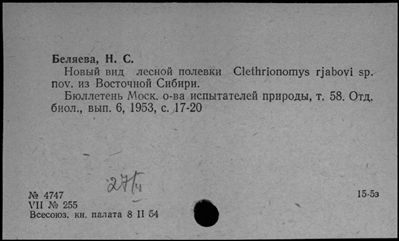 Беляева, Н. С.
Новый вид лесной полевки Clethrionomys rjabovi sp.
nov. из Восточной Сибири.
Бюллетень Моск. о-ва испытателей природы, т. 58. Отд.
биол., вып. 6, 1953, с. 17-20
27/II
№ 4747
15-5з
VII № 255
Всесоюз. кн. палата 8 II 54